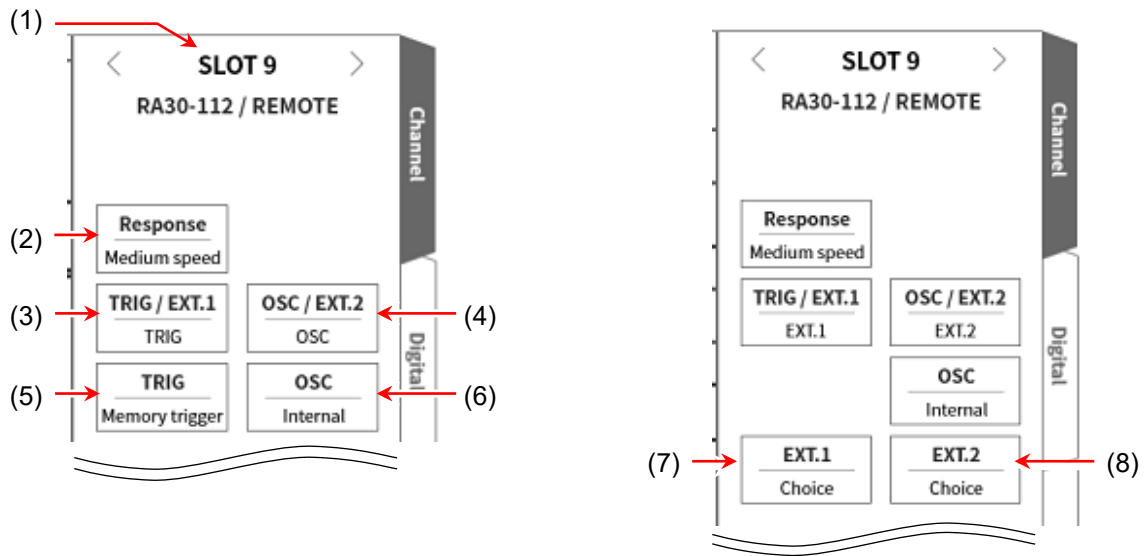 (1)
< SLOT 9 >
RA30-112 / REMOTE
Channel
(2)
Response
Medium speed
(3)
TRIG / EXT.1
TRIG
OSC / EXT.2
OSC
(4)
Digital
(5)
TRIG
Memory trigger
OSC
Internal
(6)
< SLOT 9 >
RA30-112 / REMOTE
Channel
Response
Medium speed
TRIG / EXT.1
EXT.1
OSC / EXT.2
EXT.2
Digital
OSC
Internal
(7)
EXT.1
Choice
EXT.2
Choice
(8)